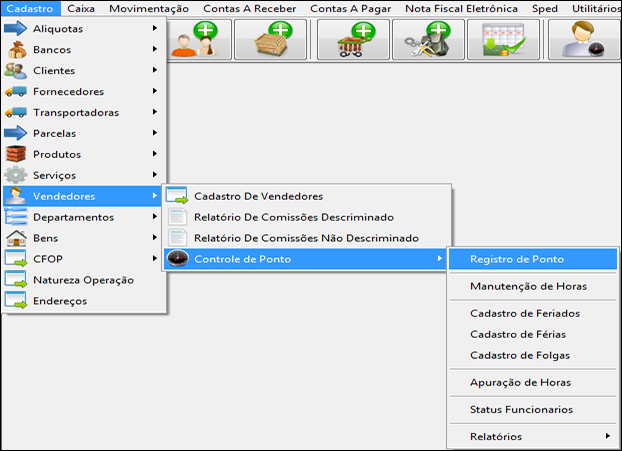 Cadastro Caixa Movimentação Contas A Receber Contas A Pagar Nota Fiscal Eletrônica Sped Utilitários
Aliquotas
Bancos
Clientes
Fornecedores
Transportadoras
Parcelas
Produtos
Serviços
Vendedores
Departamentos
Bens
CFOP
Natureza Operação
Endereços
Cadastro De Vendedores
Relatório De Comissões Descriminado
Relatório De Comissões Não Descriminado
Controle de Ponto
Registro de Ponto
Manutenção de Horas
Cadastro de Feriados
Cadastro de Férias
Cadastro de Folgas
Apuração de Horas
Status Funcionarios
Relatórios